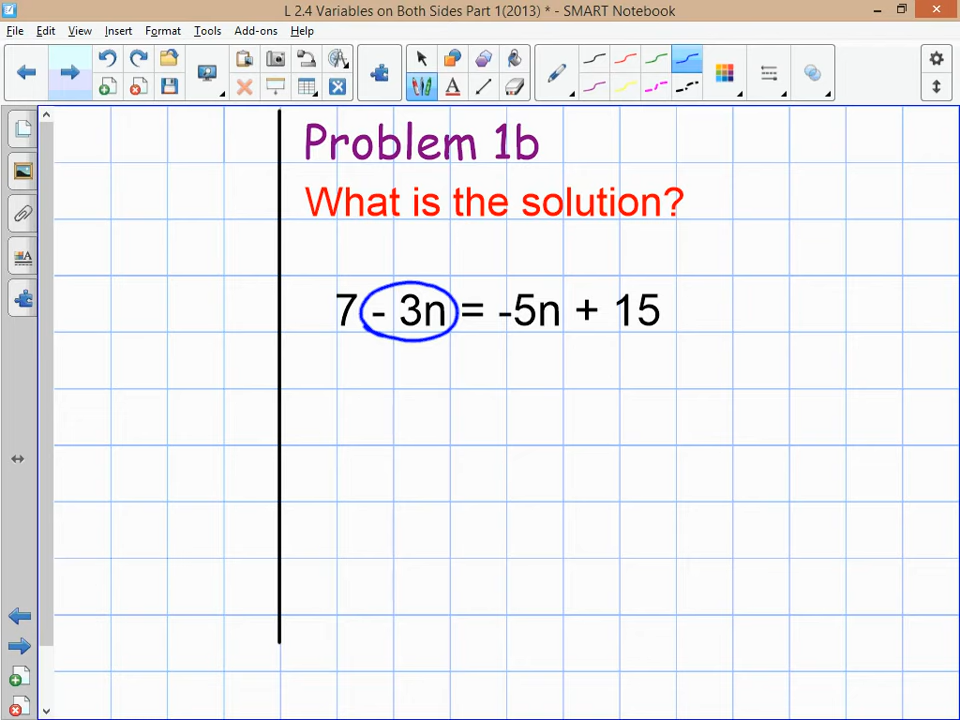 L 2.4 Variables on Both Sides Part 1(2013) * - SMART Notebook
File Edit View Insert Format Tools Add-ons Help
Problem 1b
What is the solution?
7 - 3n = -5n + 15